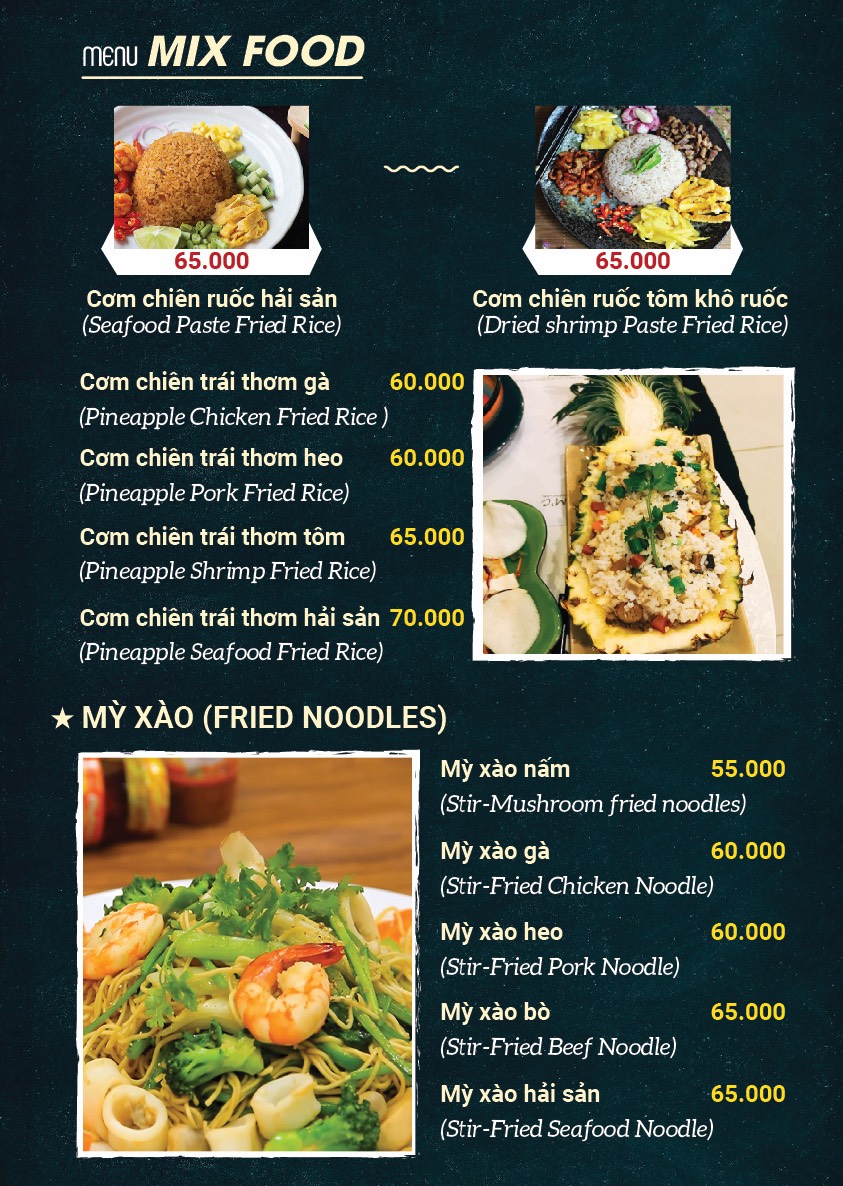 menu MIX FOOD
65.000
Cơm chiên ruốc hải sản
(Seafood Paste Fried Rice)
65.000
Cơm chiên ruốc tôm khô ruốc
(Dried shrimp Paste Fried Rice)
Cơm chiên trái thơm gà 60.000
(Pineapple Chicken Fried Rice )
Cơm chiên trái thơm heo 60.000
(Pineapple Pork Fried Rice)
Cơm chiên trái thơm tôm 65.000
(Pineapple Shrimp Fried Rice)
Cơm chiên trái thơm hải sản 70.000
(Pineapple Seafood Fried Rice)
★ MỲ XÀO (FRIED NOODLES)
Mỳ xào nấm 55.000
(Stir-Mushroom fried noodles)
Mỳ xào gà 60.000
(Stir-Fried Chicken Noodle)
Mỳ xào heo 60.000
(Stir-Fried Pork Noodle)
Mỳ xào bò 65.000
(Stir-Fried Beef Noodle)
Mỳ xào hải sản 65.000
(Stir-Fried Seafood Noodle)